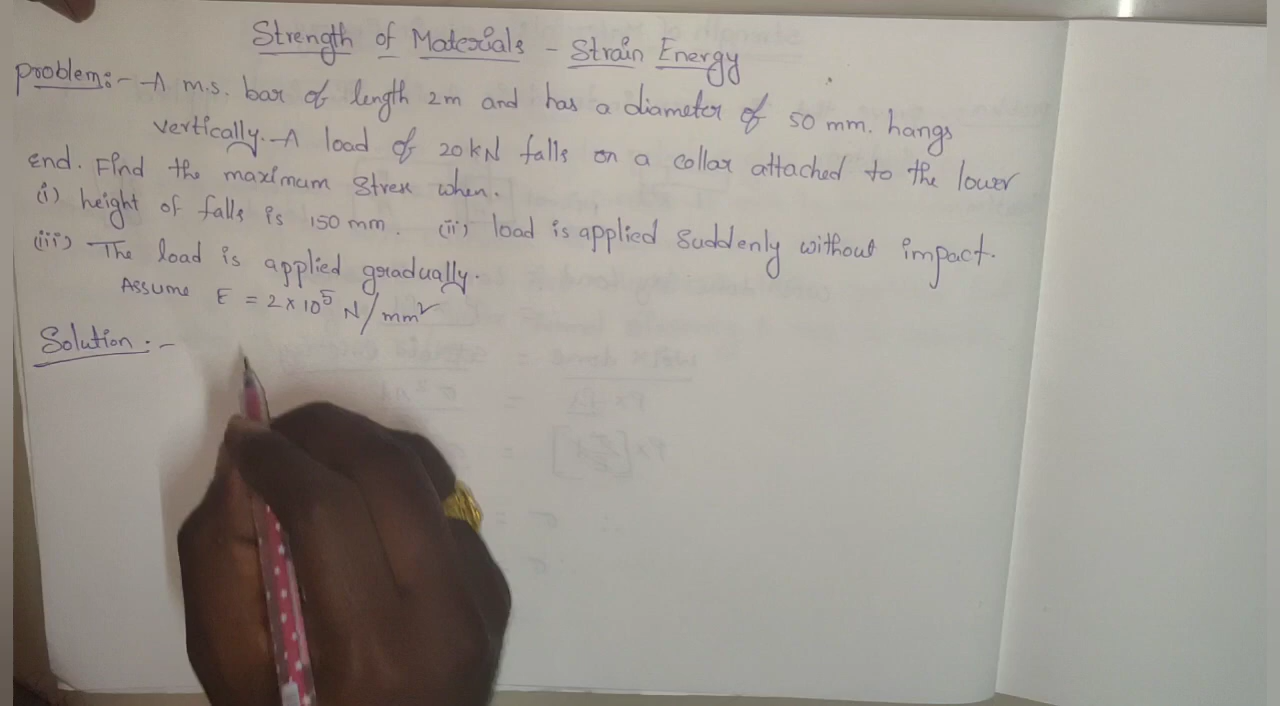 Strength of Materials - Strain Energy
Problem:- A m.s. bar of length 2m and has a diameter of 50 mm. hangs
vertically. A load of 20 kN falls on a collar attached to the lower
end. Find the maximum stress when.
(i) height of falls is 150 mm. (ii) load is applied suddenly without impact.
(iii) The load is applied gradually.
Assume E = 2 x 10⁵ N/mm²
Solution:-